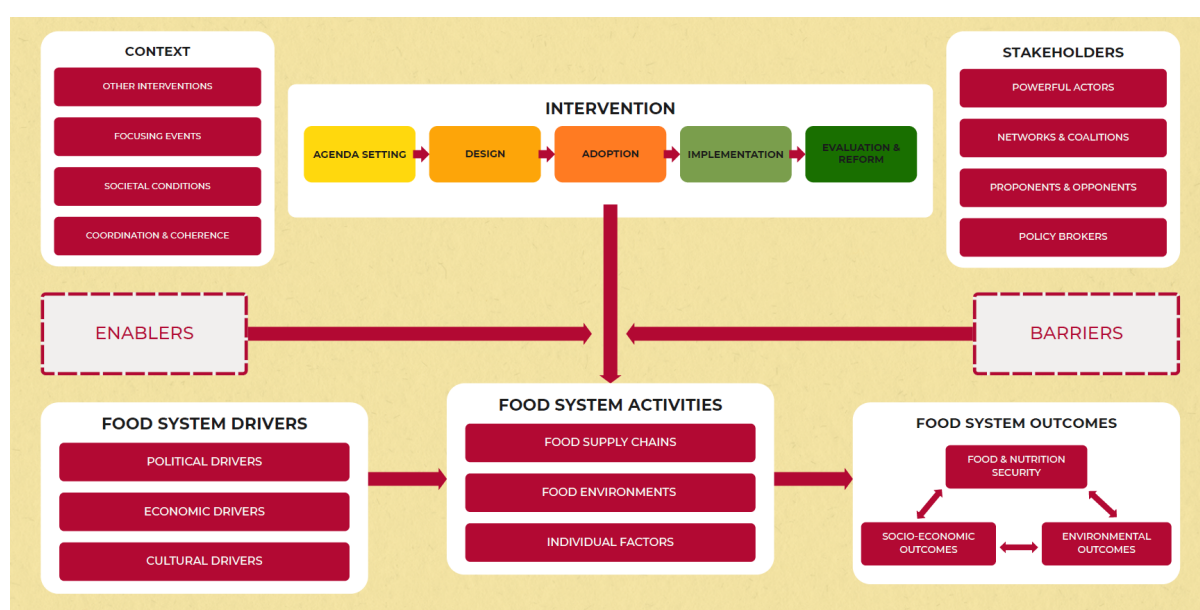 CONTEXT
OTHER INTERVENTIONS
FOCUSING EVENTS
SOCIETAL CONDITIONS
COORDINATION & COHERENCE
INTERVENTION
AGENDA SETTING
DESIGN
ADOPTION
IMPLEMENTATION
EVALUATION &
REFORM
STAKEHOLDERS
POWERFUL ACTORS
NETWORKS & COALITIONS
PROPONENTS & OPPONENTS
POLICY BROKERS
ENABLERS
BARRIERS
FOOD SYSTEM DRIVERS
POLITICAL DRIVERS
ECONOMIC DRIVERS
CULTURAL DRIVERS
FOOD SYSTEM ACTIVITIES
FOOD SUPPLY CHAINS
FOOD ENVIRONMENTS
INDIVIDUAL FACTORS
FOOD SYSTEM OUTCOMES
FOOD & NUTRITION
SECURITY
SOCIO-ECONOMIC
OUTCOMES
ENVIRONMENTAL
OUTCOMES